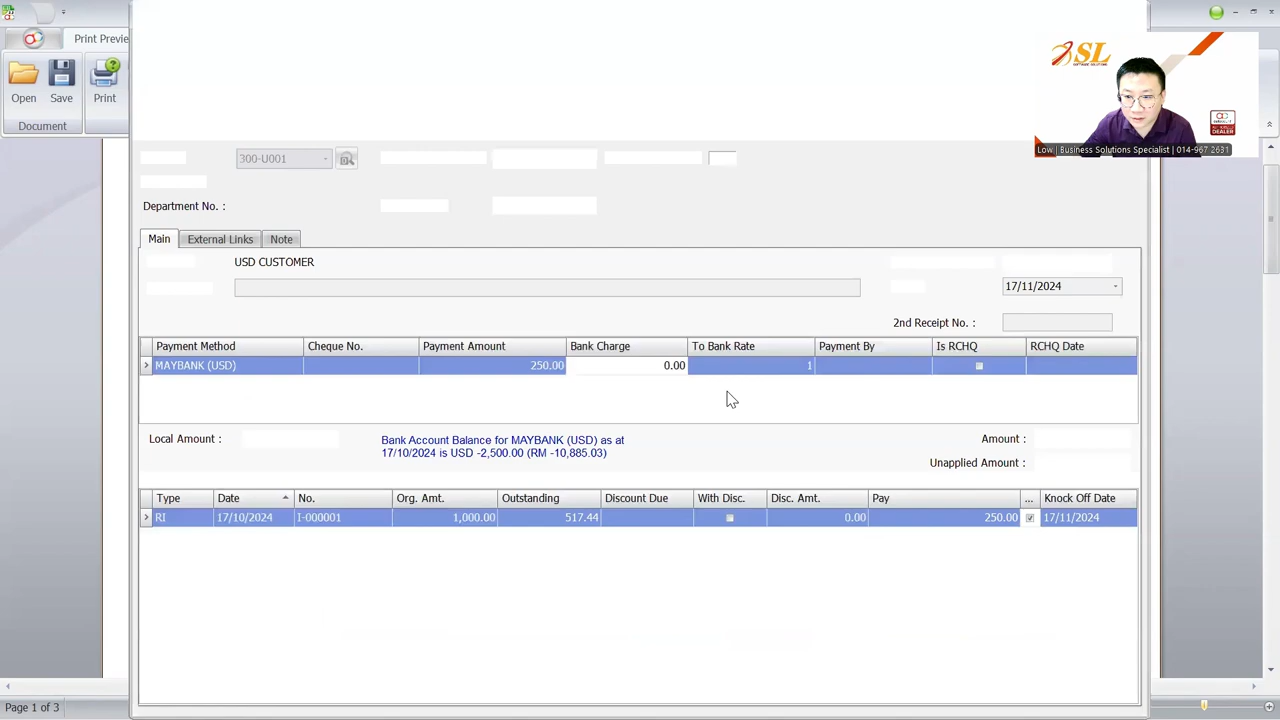 Print Previe
SL
SOFTWARE SOLUTIONS
Open
Save
Print
Document
DEALER
Low | Business Solutions Specialist | 014-967 2631
300-U001
Department No. :
Main
External Links
Note
USD CUSTOMER
17/11/2024
2nd Receipt No. :
Payment Method Cheque No. Payment Amount Bank Charge To Bank Rate Payment By Is RCHQ RCHQ Date
MAYBANK (USD) 250.00 0.00 1
Local Amount :
Bank Account Balance for MAYBANK (USD) as at
17/10/2024 is USD -2,500.00 (RM -10,885.03)
Amount :
Unapplied Amount :
Type Date No. Org. Amt. Outstanding Discount Due With Disc. Disc. Amt. Pay ... Knock Off Date
RI 17/10/2024 I-000001 1,000.00 517.44 0.00 250.00 17/11/2024
Page 1 of 3